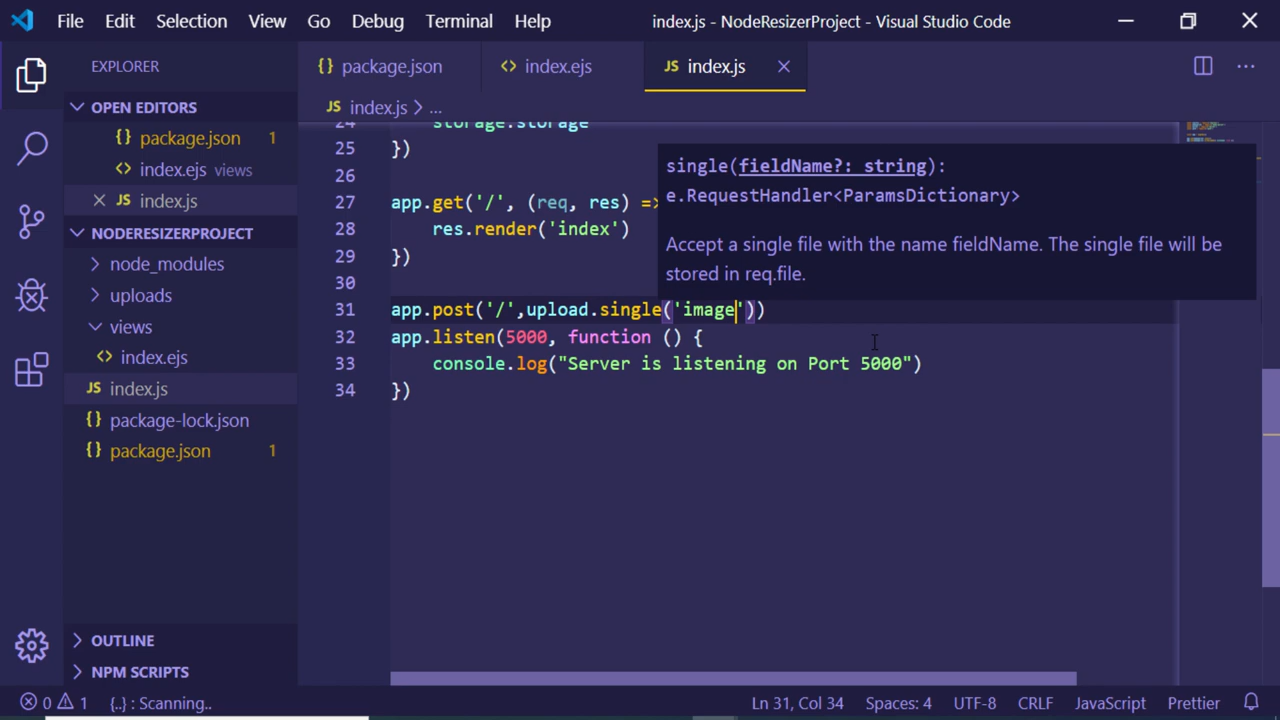 File Edit Selection View Go Debug Terminal Help index.js - NodeResizerProject - Visual Studio Code
EXPLORER
OPEN EDITORS
{} package.json 1
<> index.ejs views
JS index.js
NODERESIZERPROJECT
node_modules
uploads
views
<> index.ejs
JS index.js
{} package-lock.json
{} package.json 1
OUTLINE
NPM SCRIPTS
{} package.json <> index.ejs JS index.js
JS index.js > ...
24 storage:storage
25 })
26
27 app.get('/', (req, res) =>
28 res.render('index')
29 })
30
31 app.post('/',upload.single('image'))
32 app.listen(5000, function () {
33 console.log("Server is listening on Port 5000")
34 })
single(fieldName?: string):
e.RequestHandler<ParamsDictionary>
Accept a single file with the name fieldName. The single file will be
stored in req.file.
0 1 {..} : Scanning.. Ln 31, Col 34 Spaces: 4 UTF-8 CRLF JavaScript Prettier